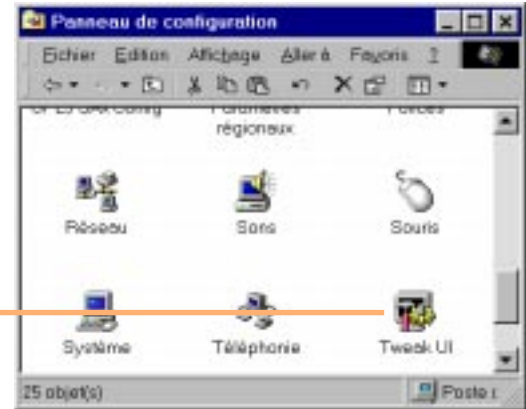 Panneau de configuration
Fichier Edition Affichage Aller à Favoris ?
Paramètres
régionaux
Réseau Sons Souris
Système Téléphonie Tweak UI
25 objet(s) Poste